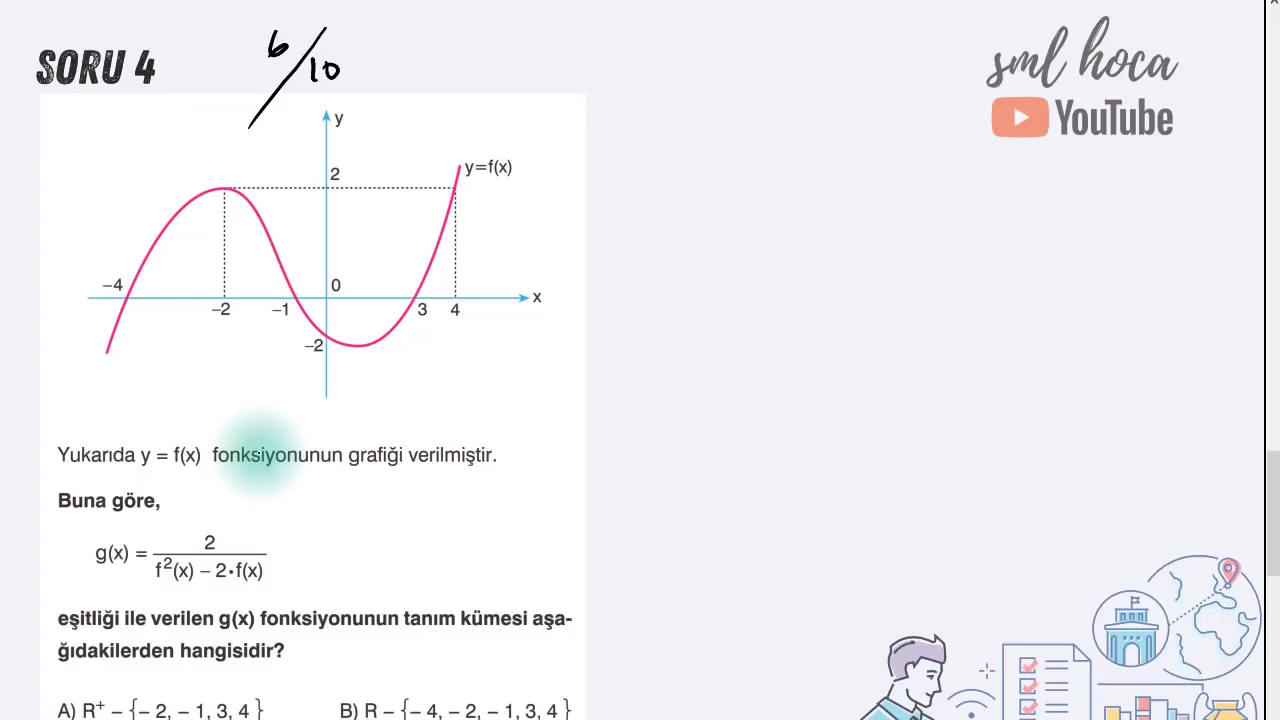 SORU 4
6/10
sml hoca
YouTube
y
2
y=f(x)
−4
0
x
−2
−1
3
4
−2
Yukarıda y = f(x) fonksiyonunun grafiği verilmiştir.
Buna göre,
g(x) = 2 / (f²(x) − 2·f(x))
eşitliği ile verilen g(x) fonksiyonunun tanım kümesi aşa-
ğıdakilerden hangisidir?
A) R⁺ − {− 2, − 1, 3, 4 } B) R − {− 4, − 2, − 1, 3, 4 }